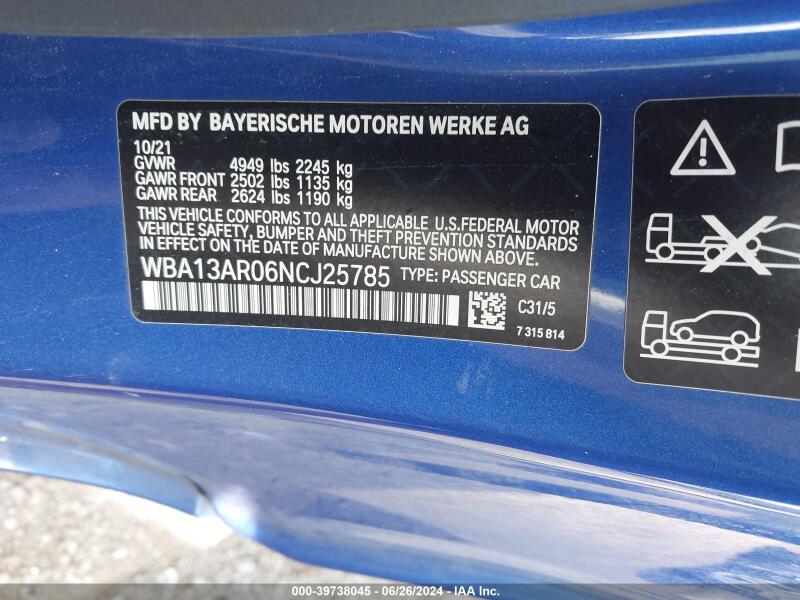 MFD BY BAYERISCHE MOTOREN WERKE AG
10/21
GVWR 4949 lbs 2245 kg
GAWR FRONT 2502 lbs 1135 kg
GAWR REAR 2624 lbs 1190 kg
THIS VEHICLE CONFORMS TO ALL APPLICABLE U.S.FEDERAL MOTOR
VEHICLE SAFETY, BUMPER AND THEFT PREVENTION STANDARDS
IN EFFECT ON THE DATE OF MANUFACTURE SHOWN ABOVE.
WBA13AR06NCJ25785 TYPE: PASSENGER CAR
C31/5
7 315 814
000-39738045 - 06/26/2024 - IAA Inc.